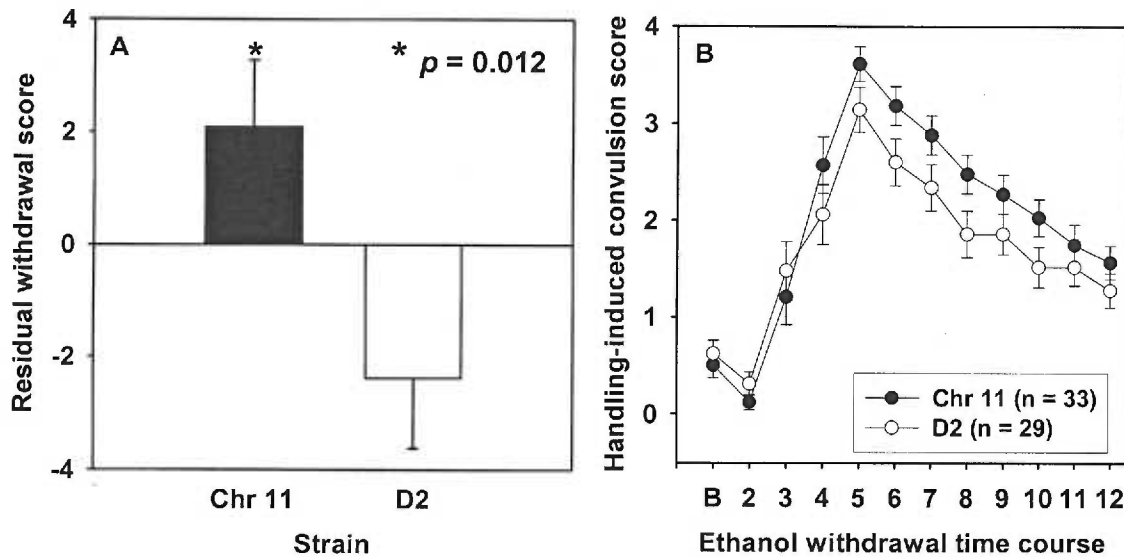 A
* *
p = 0.012
Residual withdrawal score
4
2
0
-2
-4
Chr 11 D2
Strain
B
Handling-induced convulsion score
4
3
2
1
0
Chr 11 (n = 33)
D2 (n = 29)
B 2 3 4 5 6 7 8 9 10 11 12
Ethanol withdrawal time course